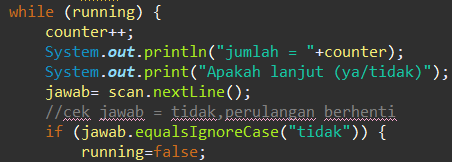 while (running) {
counter++;
System.out.println("jumlah = "+counter);
System.out.print("Apakah lanjut (ya/tidak)");
jawab= scan.nextLine();
//cek jawab = tidak,perulangan berhenti
if (jawab.equalsIgnoreCase("tidak")) {
running=false;